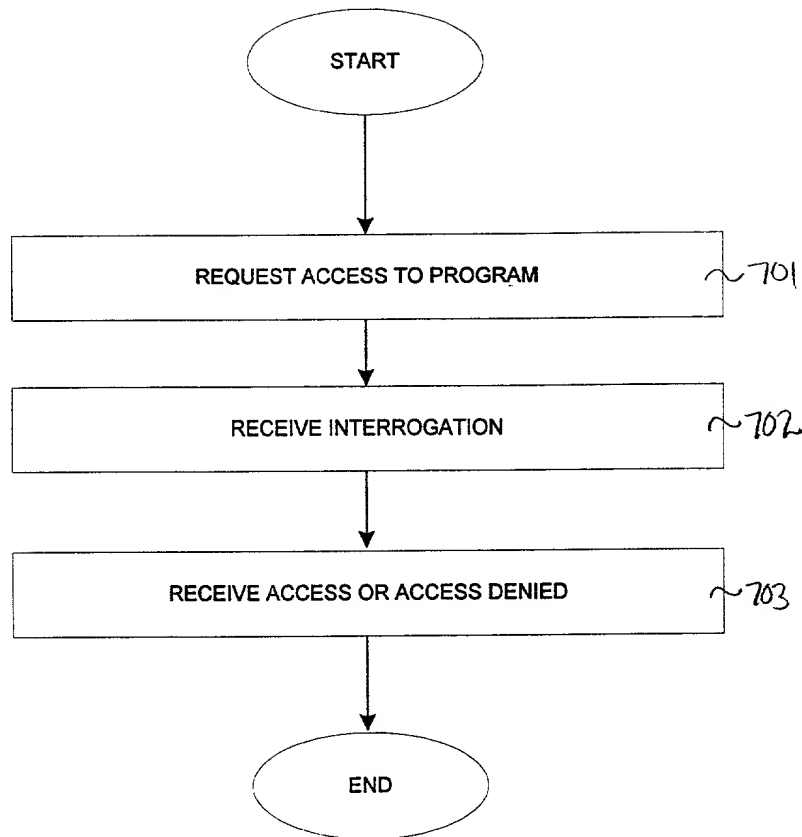 START
REQUEST ACCESS TO PROGRAM ~701
RECEIVE INTERROGATION ~702
RECEIVE ACCESS OR ACCESS DENIED ~703
END